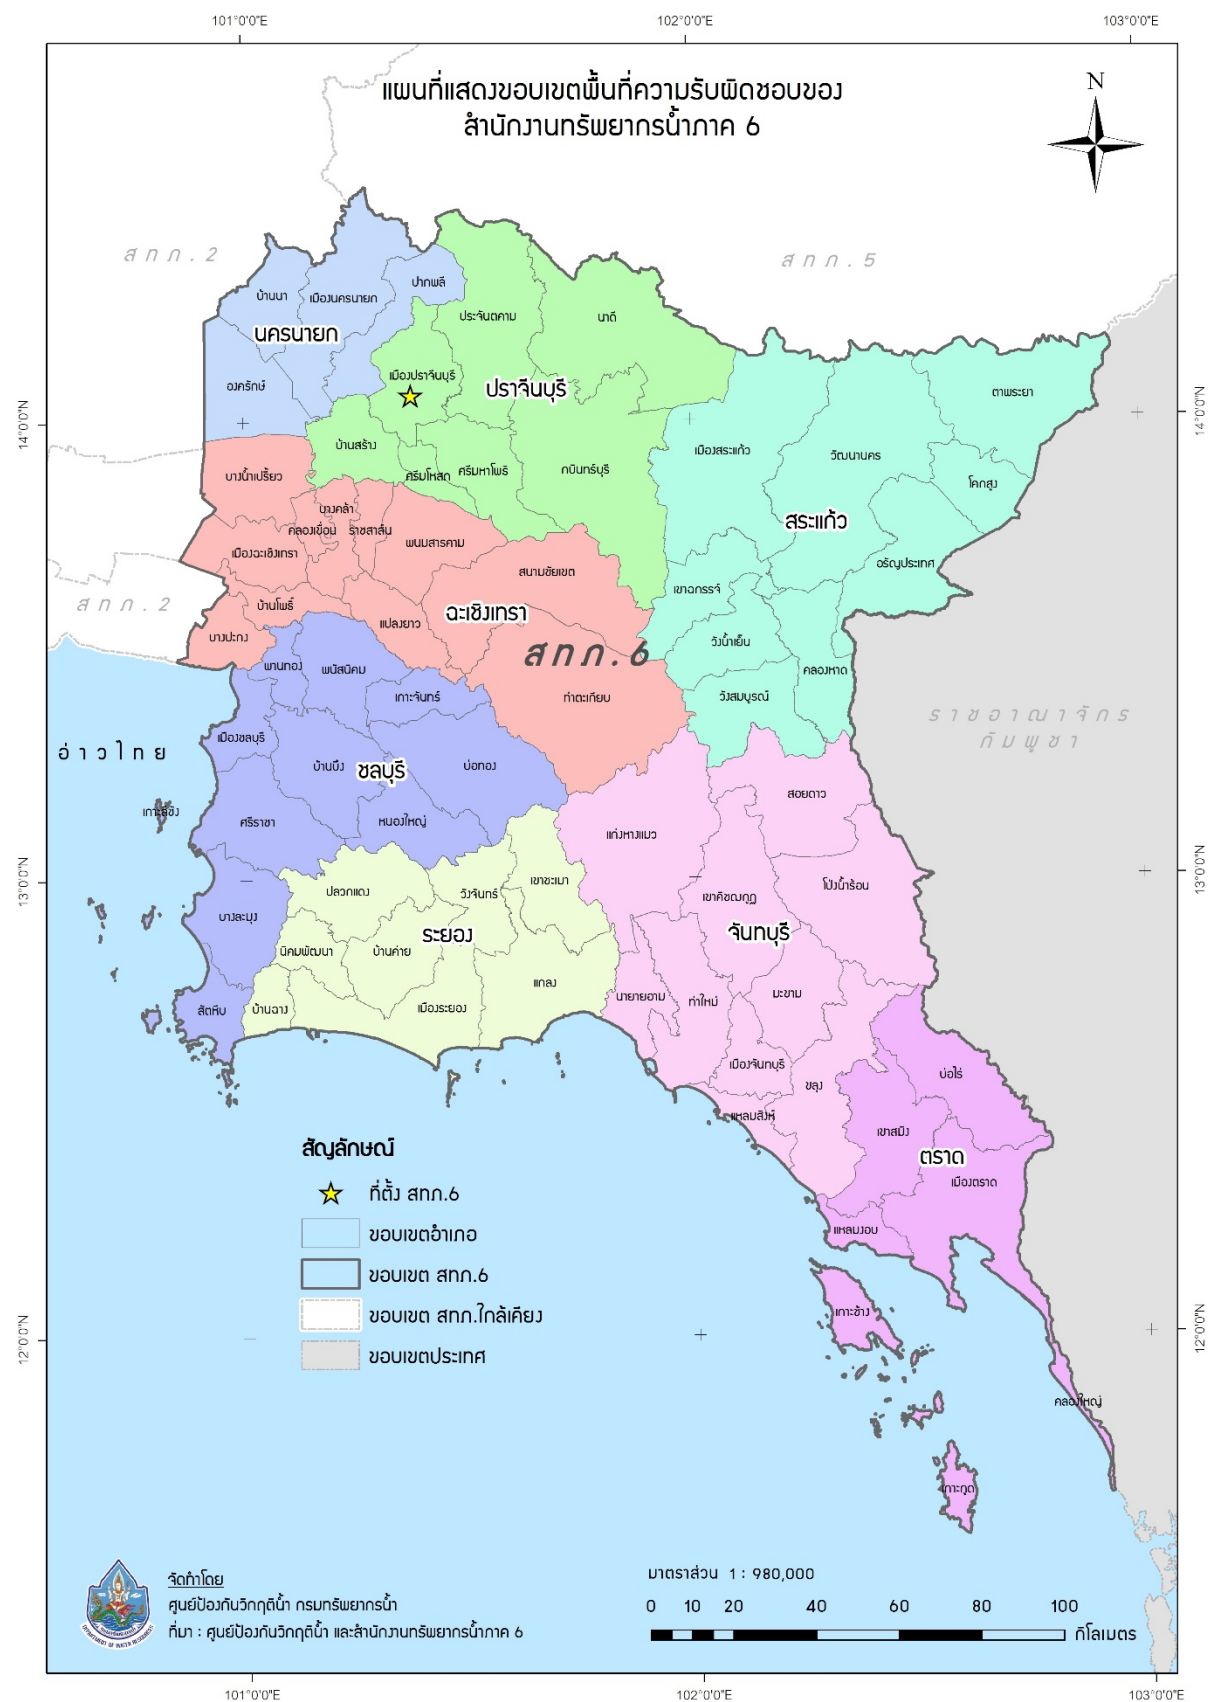 101°0'0"E 102°0'0"E 103°0'0"E
แผนที่แสดงขอบเขตพื้นที่ความรับผิดชอบของ
สำนักงานทรัพยากรน้ำภาค 6
N
สทภ.2
สทภ.5
ปากพลี
บ้านนา
เมืองนครนายก
ประจันตคาม
นาดี
นครนายก
องครักษ์
เมืองปราจีนบุรี
ปราจีนบุรี
ตาพระยา
14°0'0"N 14°0'0"N
บ้านสร้าง
เมืองสระแก้ว
วัฒนานคร
บางน้ำเปรี้ยว
ศรีมโหสถ
ศรีมหาโพธิ
กบินทร์บุรี
โคกสูง
บางคล้า
สระแก้ว
คลองเขื่อน
ราชสาส์น
พนมสารคาม
เมืองฉะเชิงเทรา
สนามชัยเขต
อรัญประเทศ
เขาฉกรรจ์
สทภ.2
บ้านโพธิ์
ฉะเชิงเทรา
แปลงยาว
บางปะกง
วังน้ำเย็น
สทภ.6
พานทอง
พนัสนิคม
คลองหาด
เกาะจันทร์
ท่าตะเกียบ
วังสมบูรณ์
ราชอาณาจักร
กัมพูชา
อ่าวไทย
เมืองชลบุรี
บ้านบึง
ชลบุรี
บ่อทอง
สอยดาว
เกาะสีชัง
ศรีราชา
หนองใหญ่
แก่งหางแมว
13°0'0"N 13°0'0"N
ปลวกแดง
วังจันทร์
เขาชะเมา
เขาคิชฌกูฏ
โป่งน้ำร้อน
บางละมุง
ระยอง
จันทบุรี
นิคมพัฒนา
บ้านค่าย
แกลง
นายายอาม
ท่าใหม่
มะขาม
สัตหีบ
บ้านฉาง
เมืองระยอง
เมืองจันทบุรี
ขลุง
บ่อไร่
แหลมสิงห์
เขาสมิง
ตราด
เมืองตราด
แหลมงอบ
สัญลักษณ์
ที่ตั้ง สทภ.6
ขอบเขตอำเภอ
ขอบเขต สทภ.6
ขอบเขต สทภ.ใกล้เคียง
ขอบเขตประเทศ
เกาะช้าง
12°0'0"N 12°0'0"N
คลองใหญ่
เกาะกูด
จัดทำโดย
ศูนย์ป้องกันวิกฤติน้ำ กรมทรัพยากรน้ำ
ที่มา : ศูนย์ป้องกันวิกฤติน้ำ และสำนักงานทรัพยากรน้ำภาค 6
DEPARTMENT OF WATER RESOURCES
มาตราส่วน 1 : 980,000
0 10 20 40 60 80 100
กิโลเมตร
101°0'0"E 102°0'0"E 103°0'0"E